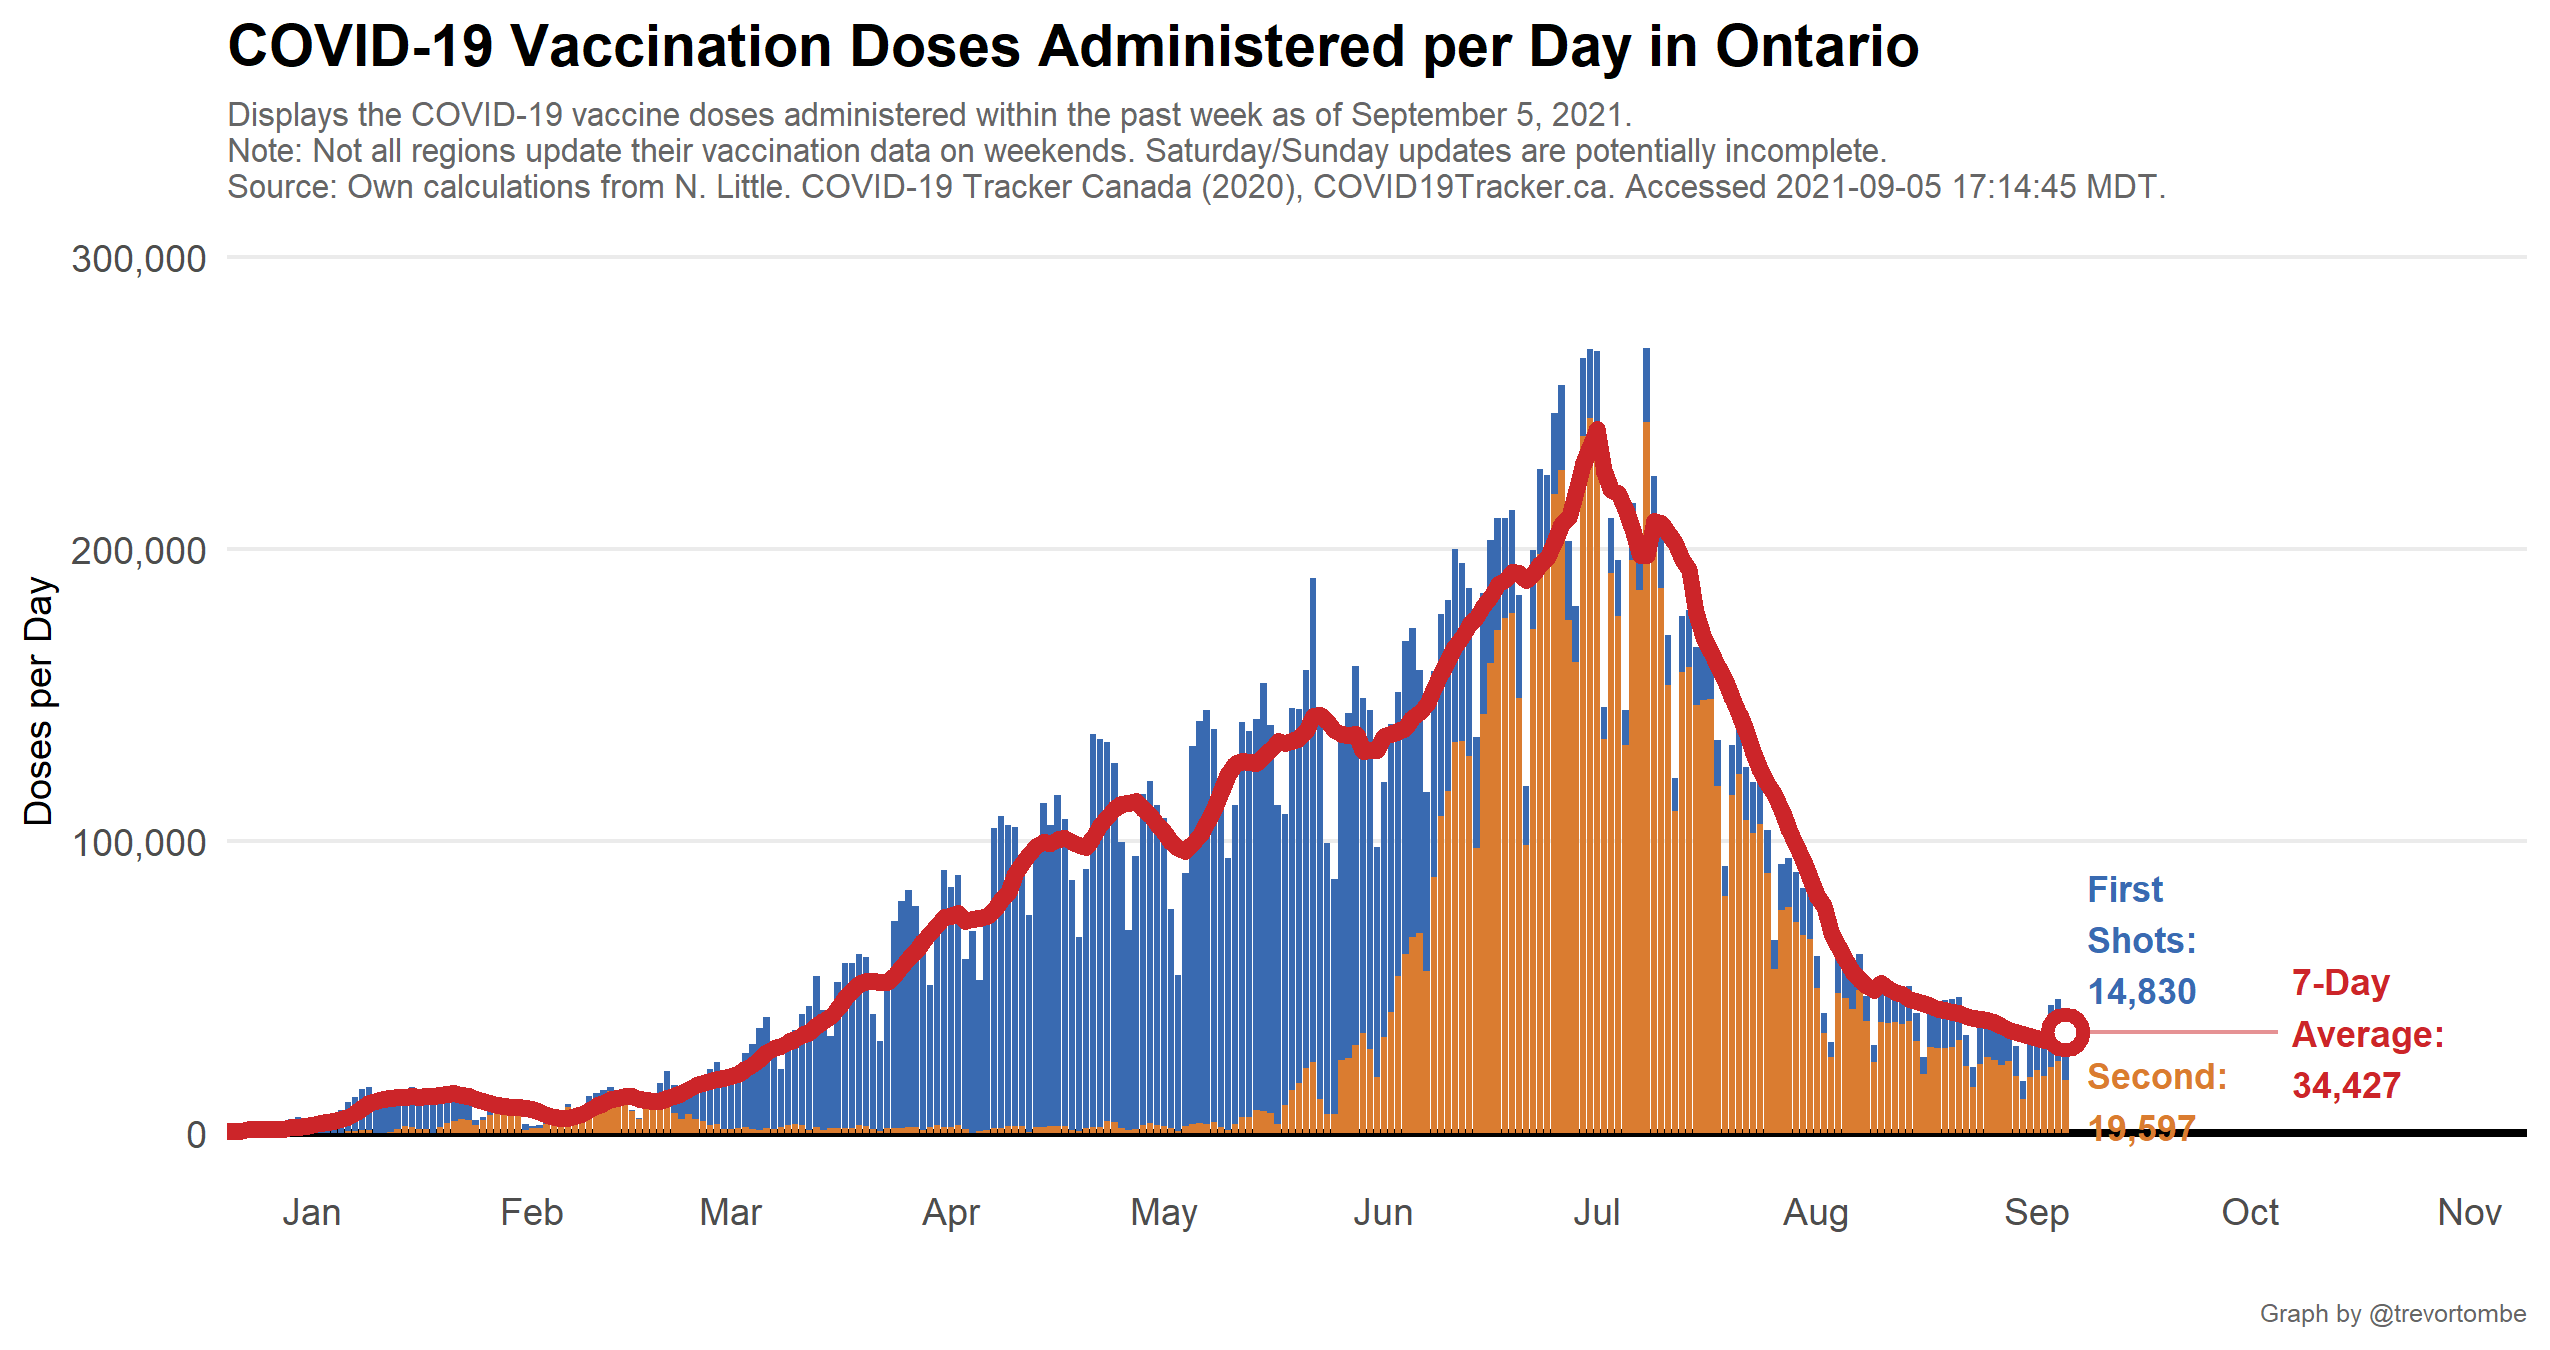 COVID-19 Vaccination Doses Administered per Day in Ontario
Displays the COVID-19 vaccine doses administered within the past week as of September 5, 2021.
Note: Not all regions update their vaccination data on weekends. Saturday/Sunday updates are potentially incomplete.
Source: Own calculations from N. Little. COVID-19 Tracker Canada (2020), COVID19Tracker.ca. Accessed 2021-09-05 17:14:45 MDT.
Doses per Day
300,000
200,000
100,000
0
First
Shots:
14,830
Second:
19,597
7-Day
Average:
34,427
Jan Feb Mar Apr May Jun Jul Aug Sep Oct Nov
Graph by @trevortombe